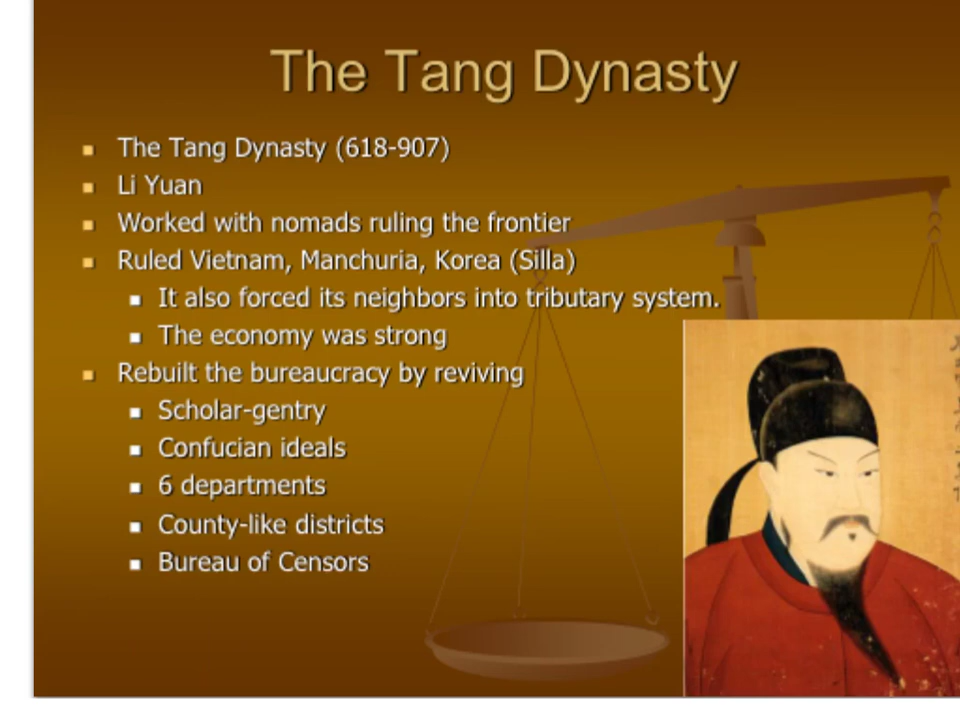 The Tang Dynasty
The Tang Dynasty (618-907)
Li Yuan
Worked with nomads ruling the frontier
Ruled Vietnam, Manchuria, Korea (Silla)
It also forced its neighbors into tributary system.
The economy was strong
Rebuilt the bureaucracy by reviving
Scholar-gentry
Confucian ideals
6 departments
County-like districts
Bureau of Censors